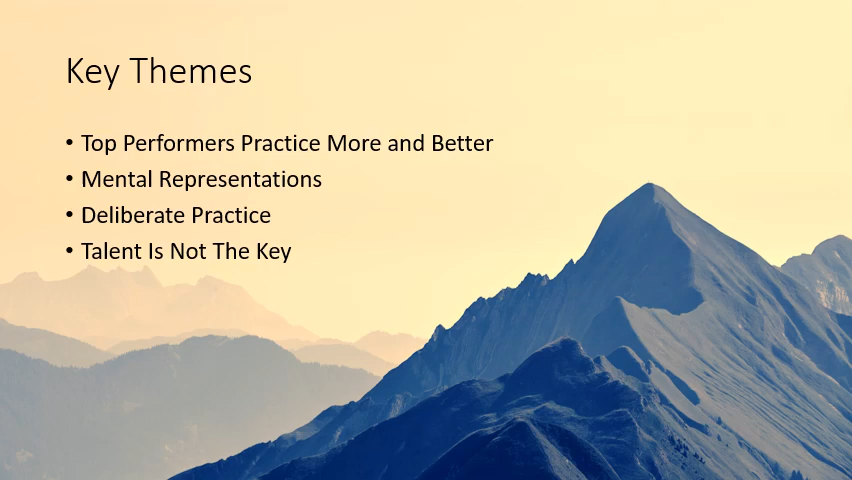 Key Themes
• Top Performers Practice More and Better
• Mental Representations
• Deliberate Practice
• Talent Is Not The Key